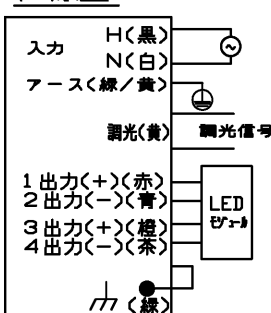 H(黒)
入力
N(白)
アース(緑/黄)
調光(黄)
調光信号
1出力(+)(赤)
2出力(-)(青)
3出力(+)(橙)
4出力(-)(茶)
LED
モジュール
(緑)